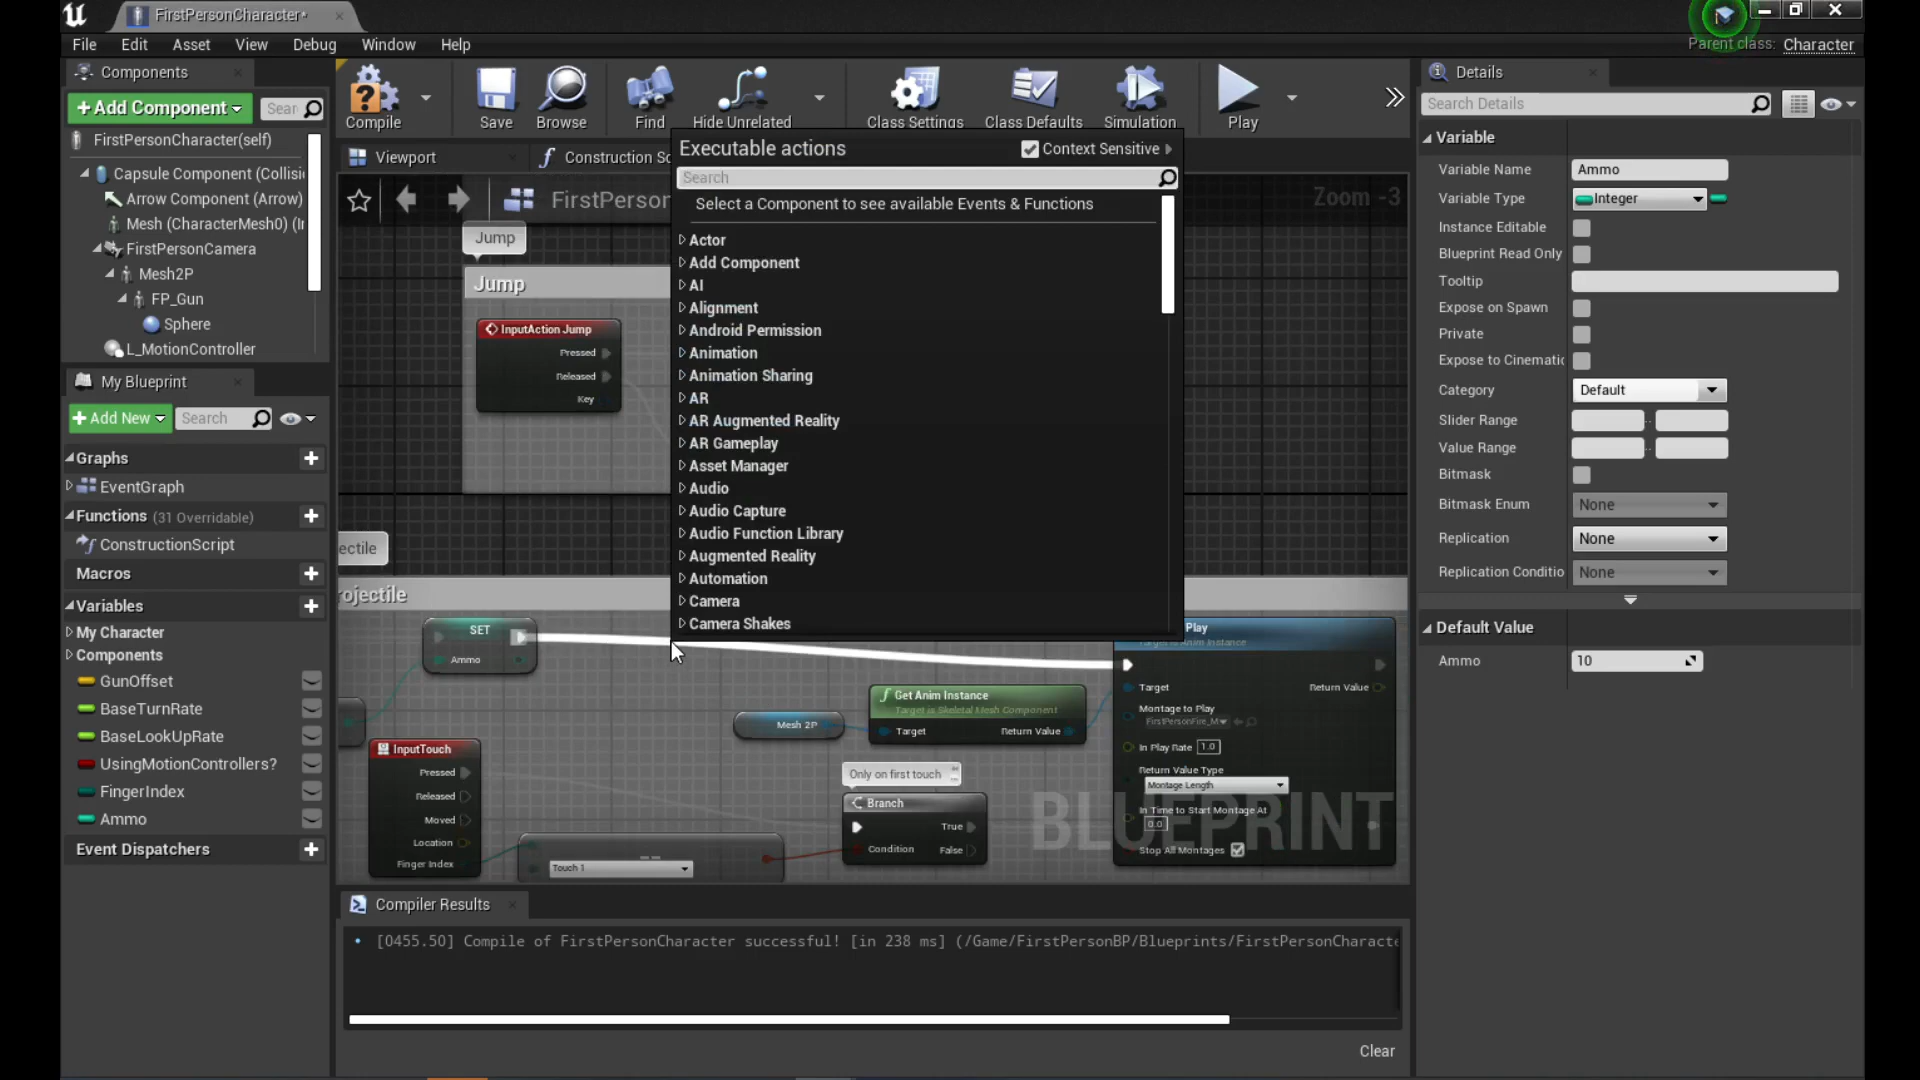 FirstPersonCharacter*
File Edit Asset View Debug Window Help
Parent class: Character
Components
+Add Component
Sear
FirstPersonCharacter(self)
Capsule Component (Collisi
Arrow Component (Arrow)
Mesh (CharacterMesh0) (Ir
FirstPersonCamera
Mesh2P
FP_Gun
Sphere
L_MotionController
My Blueprint
+Add New
Search
Graphs
EventGraph
Functions (31 Overridable)
ConstructionScript
Macros
Variables
My Character
Components
GunOffset
BaseTurnRate
BaseLookUpRate
UsingMotionControllers?
FingerIndex
Ammo
Event Dispatchers
Compile
Save
Browse
Find
Hide Unrelated
Class Settings
Class Defaults
Simulation
Play
Viewport
Construction Sc
FirstPerson
Zoom -3
Jump
Jump
InputAction Jump
Pressed
Released
Key
ectile
rojectile
Executable actions
Context Sensitive
Search
Select a Component to see available Events & Functions
Actor
Add Component
AI
Alignment
Android Permission
Animation
Animation Sharing
AR
AR Augmented Reality
AR Gameplay
Asset Manager
Audio
Audio Capture
Audio Function Library
Augmented Reality
Automation
Camera
Camera Shakes
SET
Ammo
InputTouch
Pressed
Released
Moved
Location
Finger Index
Touch 1
Mesh 2P
Get Anim Instance
Target is Skeletal Mesh Component
Target
Return Value
Only on first touch
Branch
True
Condition
False
Play
Target is Anim Instance
Target
Return Value
Montage to Play
FirstPersonFire_M
In Play Rate 1.0
Return Value Type
Montage Length
In Time to Start Montage At
0.0
Stop All Montages
BLUEPRINT
Compiler Results
[0455.50] Compile of FirstPersonCharacter successful! [in 238 ms] (/Game/FirstPersonBP/Blueprints/FirstPersonCharacte
Clear
Details
Search Details
Variable
Variable Name
Ammo
Variable Type
Integer
Instance Editable
Blueprint Read Only
Tooltip
Expose on Spawn
Private
Expose to Cinematic
Category
Default
Slider Range
Value Range
Bitmask
Bitmask Enum
None
Replication
None
Replication Conditio
None
Default Value
Ammo
10